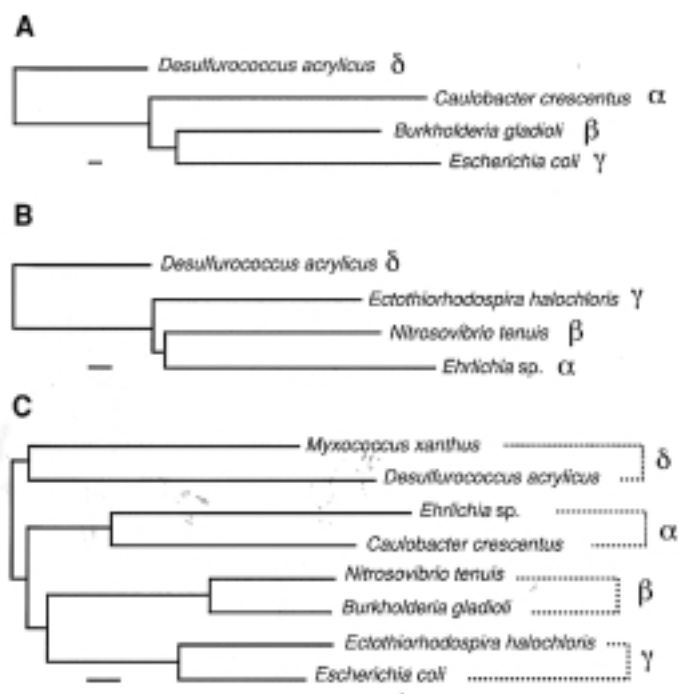 A
Desulfurococcus acrylicus δ
Caulobacter crescentus α
Burkholderia gladioli β
Escherichia coli γ
B
Desulfurococcus acrylicus δ
Ectothiorhodospira halochloris γ
Nitrosovibrio tenuis β
Ehrlichia sp. α
C
Myxococcus xanthus
δ
Desulfurococcus acrylicus
Ehrlichia sp.
α
Caulobacter crescentus
Nitrosovibrio tenuis
β
Burkholderia gladioli
Ectothiorhodospira halochloris
γ
Escherichia coli